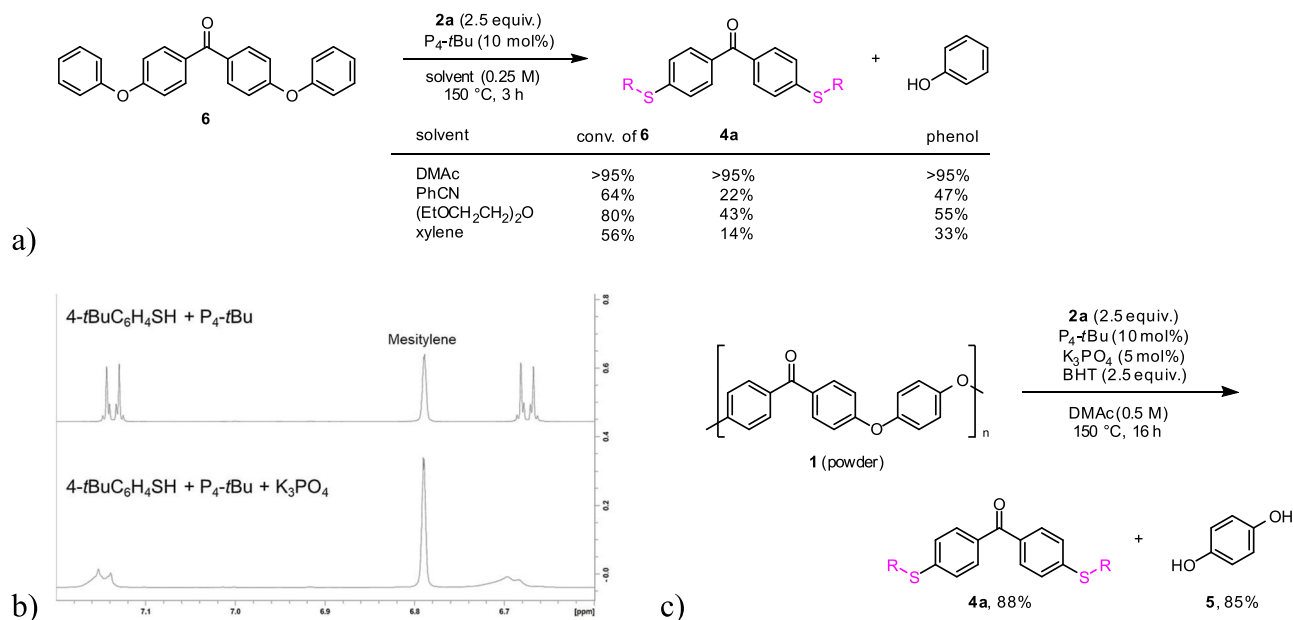 O
O
O
6
2a (2.5 equiv.)
P4-tBu (10 mol%)
solvent (0.25 M)
150 °C, 3 h
O
R
S
R
S
+
HO
4a
solvent conv. of 6 4a phenol
DMAc >95% >95% >95%
PhCN 64% 22% 47%
(EtOCH2CH2)2O 80% 43% 55%
xylene 56% 14% 33%
a)
4-tBuC6H4SH + P4-tBu
Mesitylene
4-tBuC6H4SH + P4-tBu + K3PO4
0.8
0.6
0.4
0.2
-0.0
7.1 7.0 6.9 6.8 6.7 [ppm]
b)
O
O
O
n
1 (powder)
2a (2.5 equiv.)
P4-tBu (10 mol%)
K3PO4 (5 mol%)
BHT (2.5 equiv.)
DMAc (0.5 M)
150 °C, 16 h
O
R
S
R
S
+
OH
HO
4a, 88%
5, 85%
c)